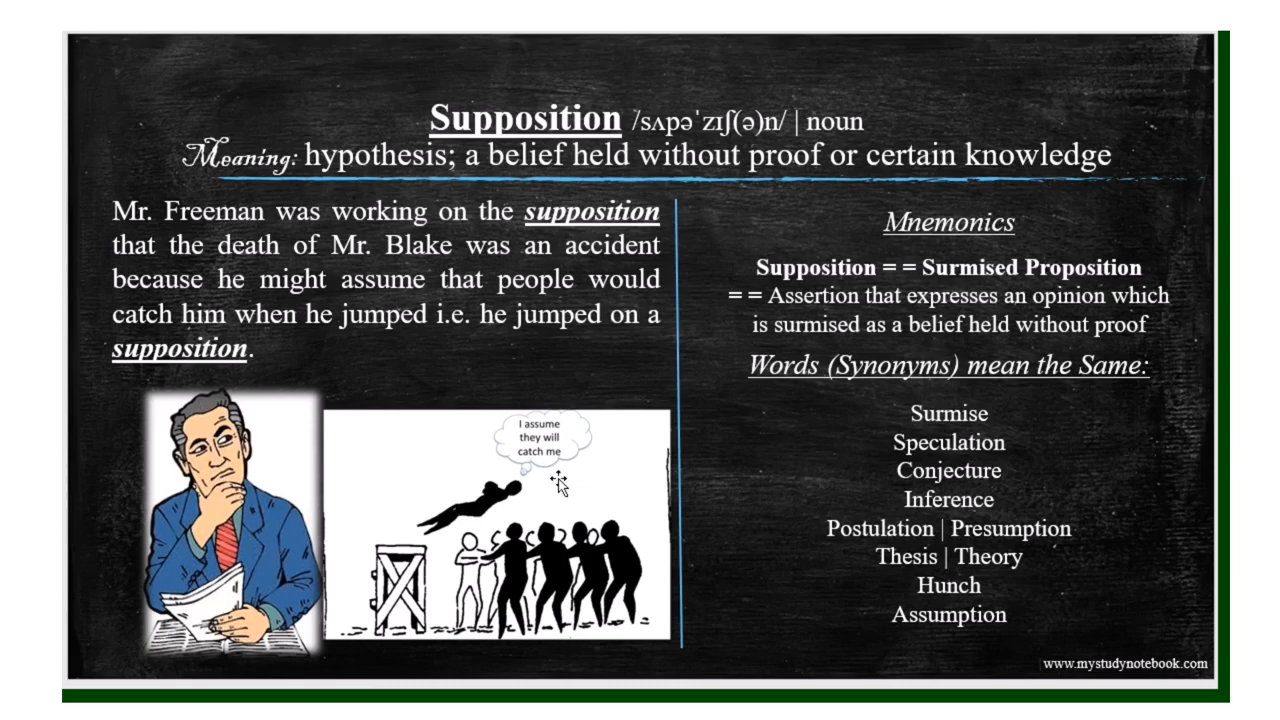 Supposition /sʌpəˈzɪʃ(ə)n/ | noun
Meaning: hypothesis; a belief held without proof or certain knowledge
Mr. Freeman was working on the supposition
that the death of Mr. Blake was an accident
because he might assume that people would
catch him when he jumped i.e. he jumped on a
supposition.
I assume
they will
catch me
Mnemonics
Supposition = = Surmised Proposition
= = Assertion that expresses an opinion which
is surmised as a belief held without proof
Words (Synonyms) mean the Same:
Surmise
Speculation
Conjecture
Inference
Postulation | Presumption
Thesis | Theory
Hunch
Assumption
www.mystudynotebook.com